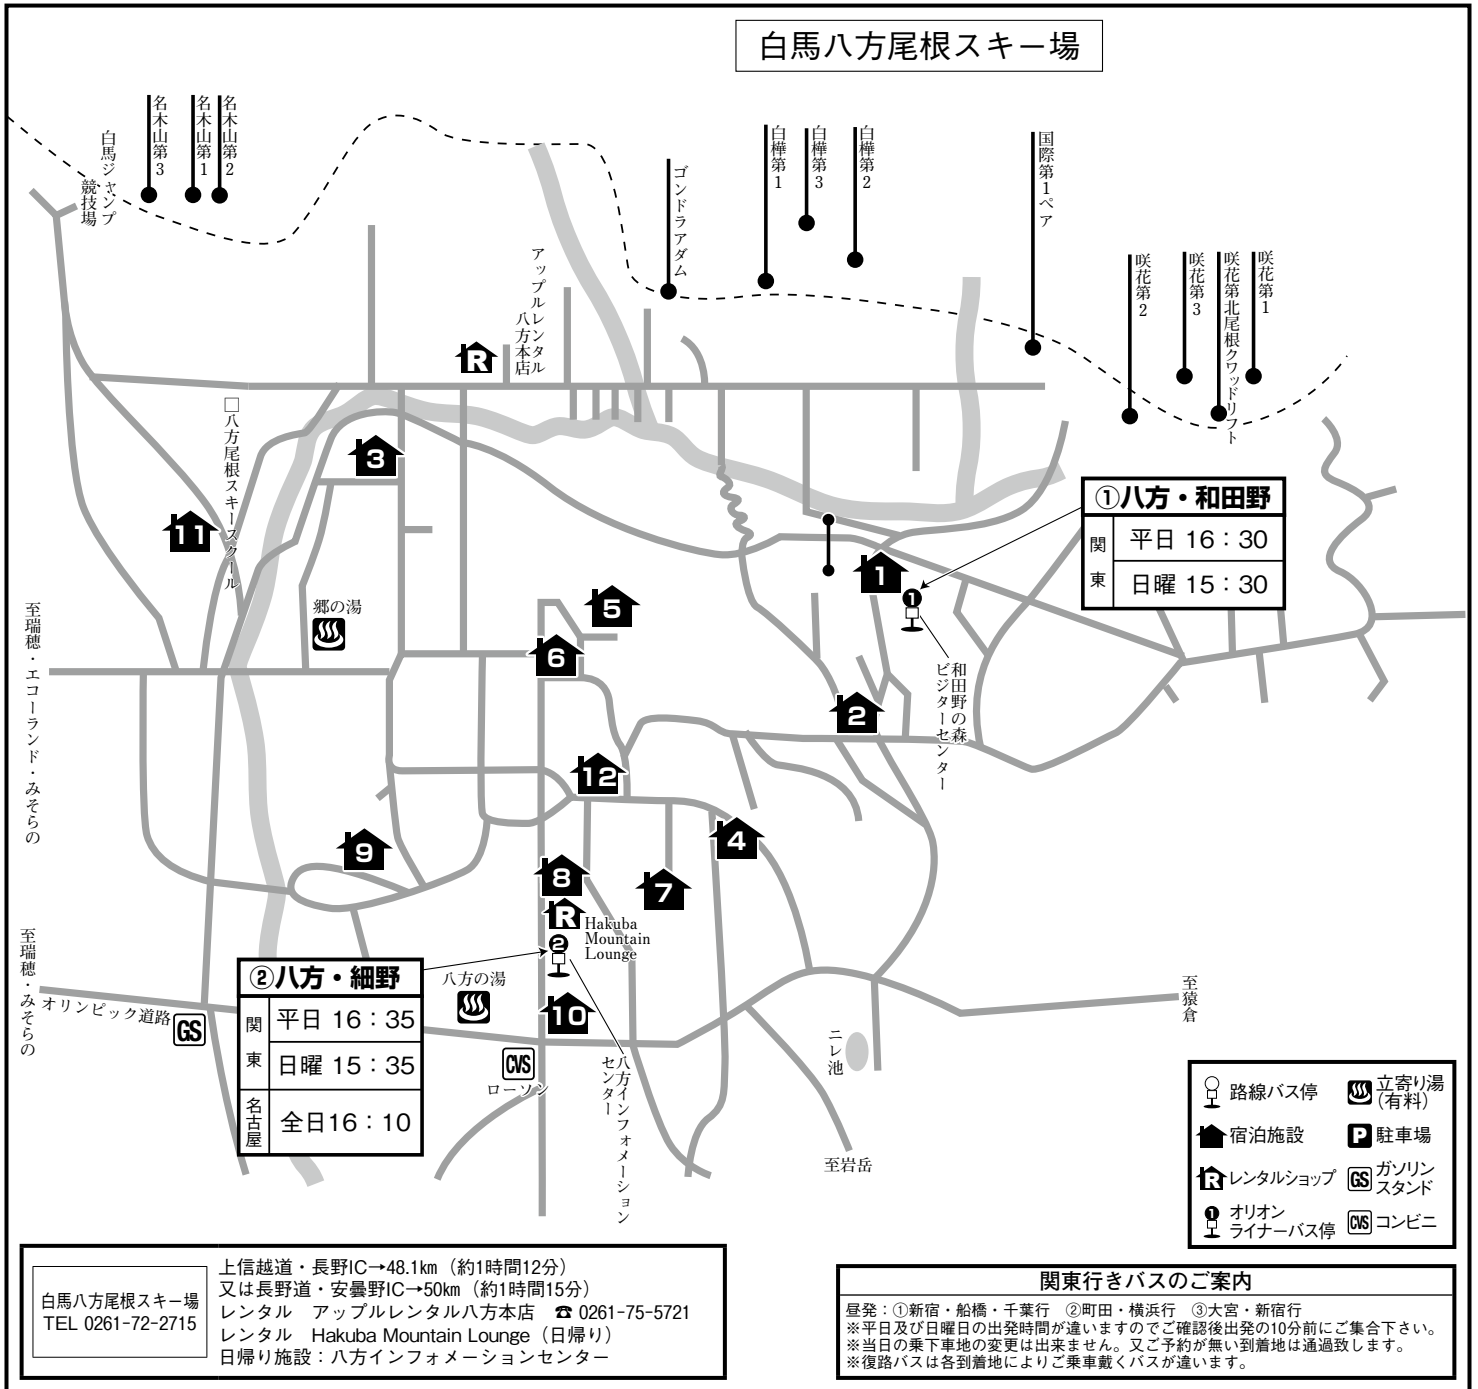 白馬八方尾根スキー場
名木山第3
名木山第1
名木山第2
白馬ジャンプ
競技場
ゴンドラアダム
白樺第1
白樺第3
白樺第2
国際第1ペア
咲花第2
咲花第3
咲花第北尾根クワッドリフト
咲花第1
アップルレンタル
八方本店
R
□八方尾根スキースクール
3
11
郷の湯
5
6
1
1
2
和田野の森
ビジターセンター
①八方・和田野
関東
平日 16：30
日曜 15：30
至瑞穂・エコーランド・みそらの
12
4
9
8
7
R
Hakuba
Mountain
Lounge
2
10
八方の湯
②八方・細野
関東
平日 16：35
日曜 15：35
名古屋
全日16：10
至瑞穂・みそらの
オリンピック道路
GS
CVS
ローソン
八方インフォメーション
センター
ニレ池
至猿倉
至岩岳
路線バス停
立寄り湯
(有料)
宿泊施設
P 駐車場
R レンタルショップ
GS ガソリン
スタンド
1 オリオン
ライナーバス停
CVS コンビニ
白馬八方尾根スキー場
TEL 0261-72-2715
上信越道・長野IC→48.1km（約1時間12分）
又は長野道・安曇野IC→50km（約1時間15分）
レンタル　アップルレンタル八方本店　☎ 0261-75-5721
レンタル　Hakuba Mountain Lounge（日帰り）
日帰り施設：八方インフォメーションセンター
関東行きバスのご案内
昼発：①新宿・船橋・千葉行　②町田・横浜行　③大宮・新宿行
※平日及び日曜日の出発時間が違いますのでご確認後出発の10分前にご集合下さい。
※当日の乗下車地の変更は出来ません。又ご予約が無い到着地は通過致します。
※復路バスは各到着地によりご乗車戴くバスが違います。